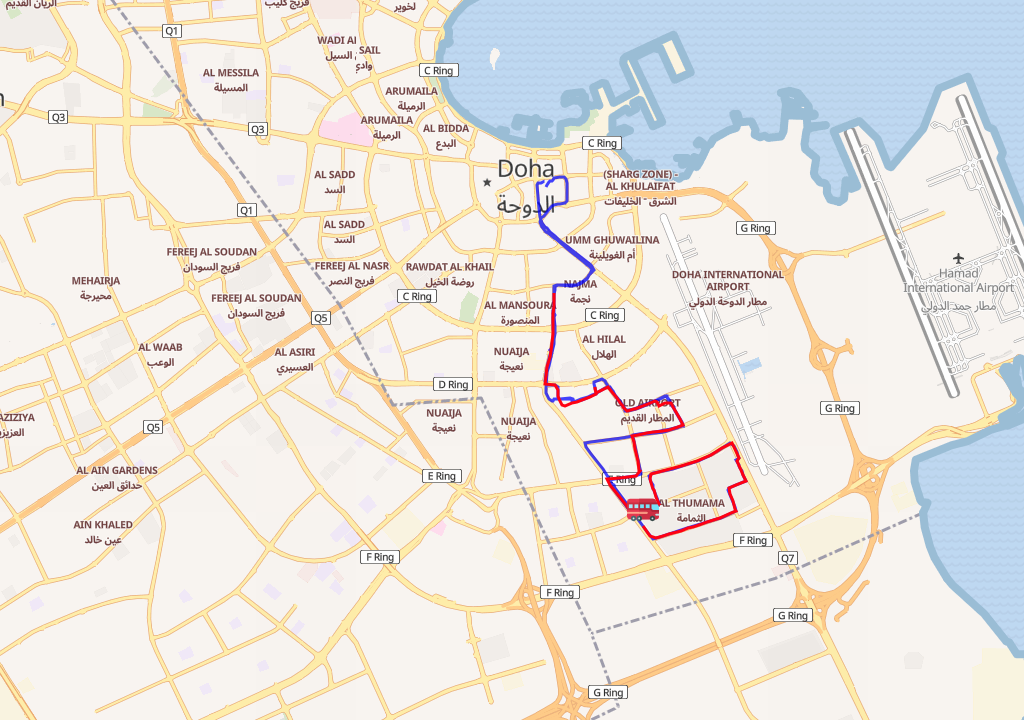 الريان القديم
فريج كليب
لخوير
Q1
WADI AL SAIL
وادي السيل
C Ring
AL MESSILA
المسيلة
ARUMAILA
الرميلة
Q3
Q3
ARUMAILA
الرميلة
AL BIDDA
البدع
C Ring
Doha
الدوحة
AL SADD
السد
(SHARG ZONE) -
AL KHULAIFAT
الشرق - الخليفات
Q1
AL SADD
السد
G Ring
UMM GHUWAILINA
أم الغويلينة
FEREEJ AL SOUDAN
فريج السودان
FEREEJ AL NASR
فريج النصر
RAWDAT AL KHAIL
روضة الخيل
DOHA INTERNATIONAL
AIRPORT
مطار الدوحة الدولي
Hamad
International Airport
مطار حمد الدولي
MEHAIRJA
محيرجة
NAJMA
نجمة
FEREEJ AL SOUDAN
فريج السودان
C Ring
AL MANSOURA
المنصورة
Q5
C Ring
AL WAAB
الوعب
AL ASIRI
العسيري
NUAIJA
نعيجة
AL HILAL
الهلال
D Ring
OLD AIRPORT
المطار القديم
G Ring
AZIZIYA
العزيزية
Q5
NUAIJA
نعيجة
NUAIJA
نعيجة
AL AIN GARDENS
حدائق العين
E Ring
E Ring
AL THUMAMA
الثمامة
AIN KHALED
عين خالد
F Ring
F Ring
Q7
F Ring
G Ring
G Ring